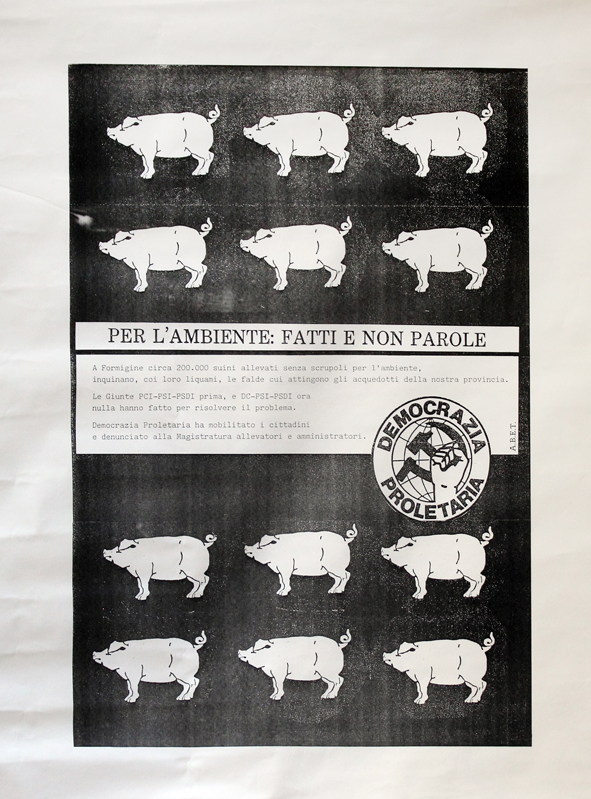 PER L'AMBIENTE: FATTI E NON PAROLE
A Formigine circa 200.000 suini allevati senza scrupoli per l'ambiente,
inquinano, coi loro liquami, le falde cui attingono gli acquedotti della nostra provincia.
Le Giunte PCI-PSI-PSDI prima, e DC-PSI-PSDI ora
nulla hanno fatto per risolvere il problema.
Democrazia Proletaria ha mobilitato i cittadini
e denunciato alla Magistratura allevatori e amministratori.
DEMOCRAZIA
PROLETARIA
A.B.E.T.